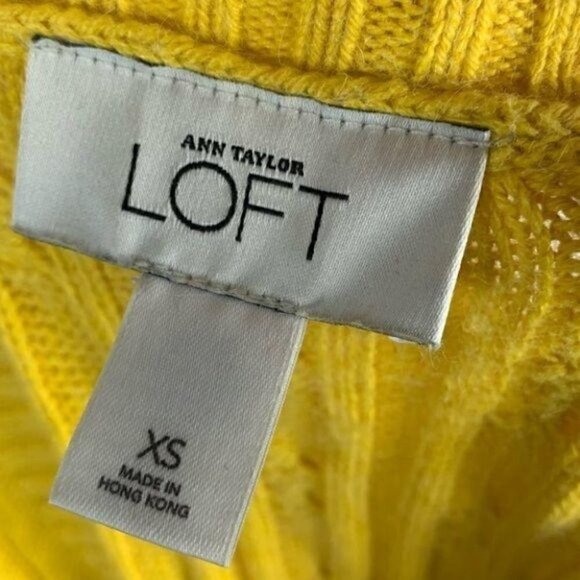 ANN TAYLOR
LOFT
XS
MADE IN
HONG KONG